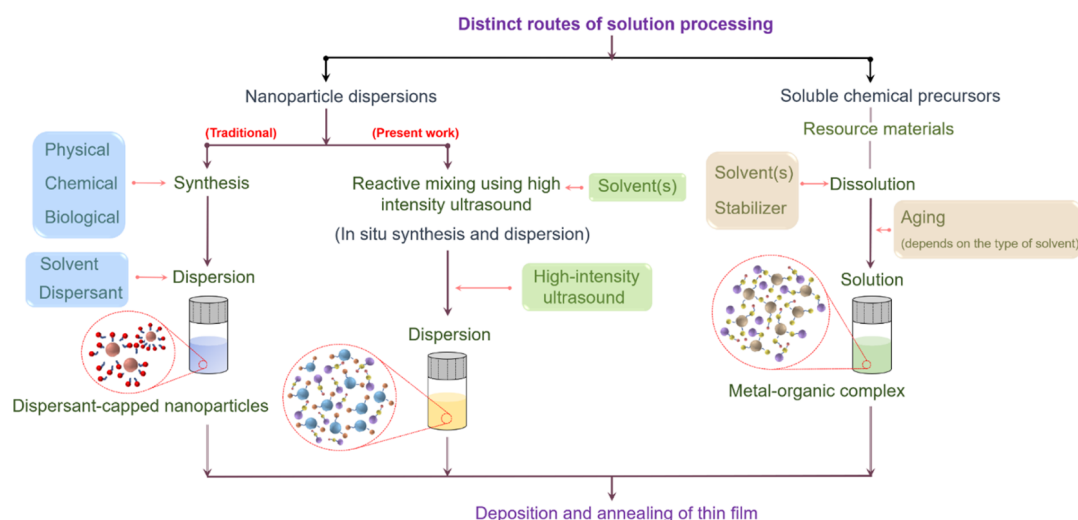 Distinct routes of solution processing
Nanoparticle dispersions
Soluble chemical precursors
(Traditional)
(Present work)
Resource materials
Physical
Chemical
Biological
Synthesis
Reactive mixing using high
intensity ultrasound
Solvent(s)
(In situ synthesis and dispersion)
Solvent(s)
Stabilizer
Dissolution
Aging
(depends on the type of solvent)
Solvent
Dispersant
Dispersion
High-intensity
ultrasound
Solution
Dispersion
Dispersant-capped nanoparticles
Metal-organic complex
Deposition and annealing of thin film